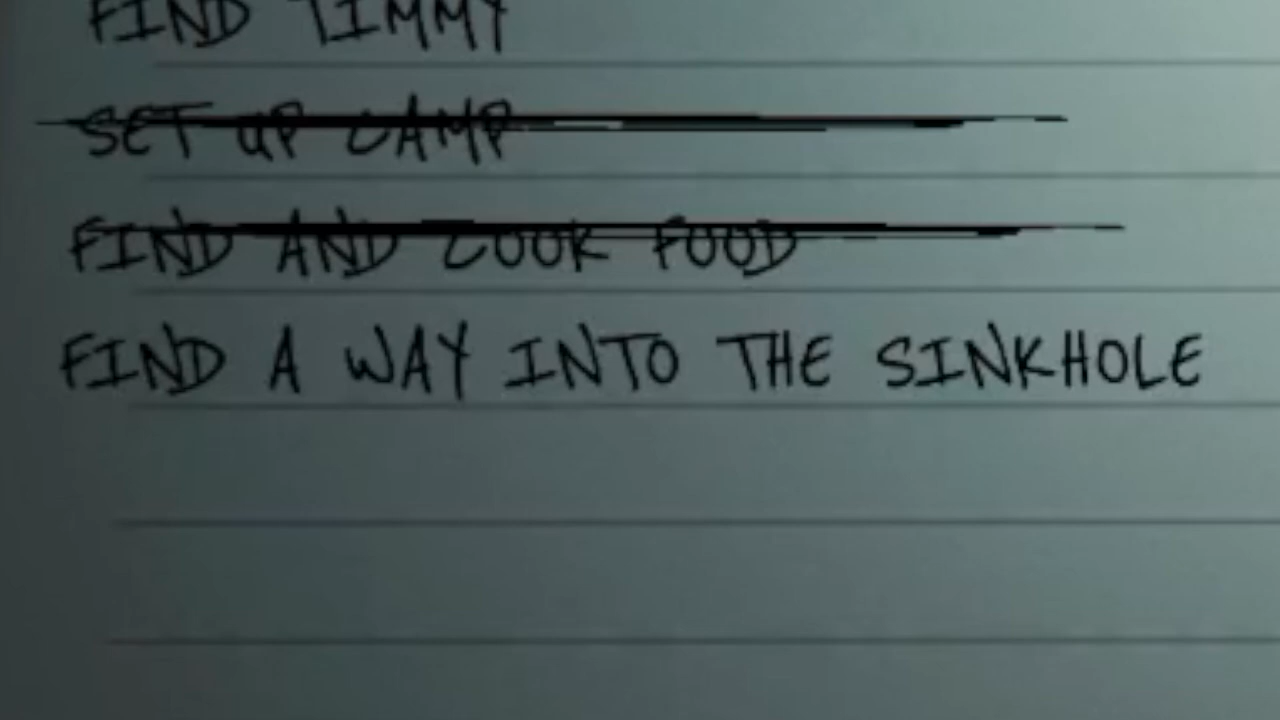 FIND TIMMY
SET UP CAMP
FIND AND COOK FOOD
FIND A WAY INTO THE SINKHOLE